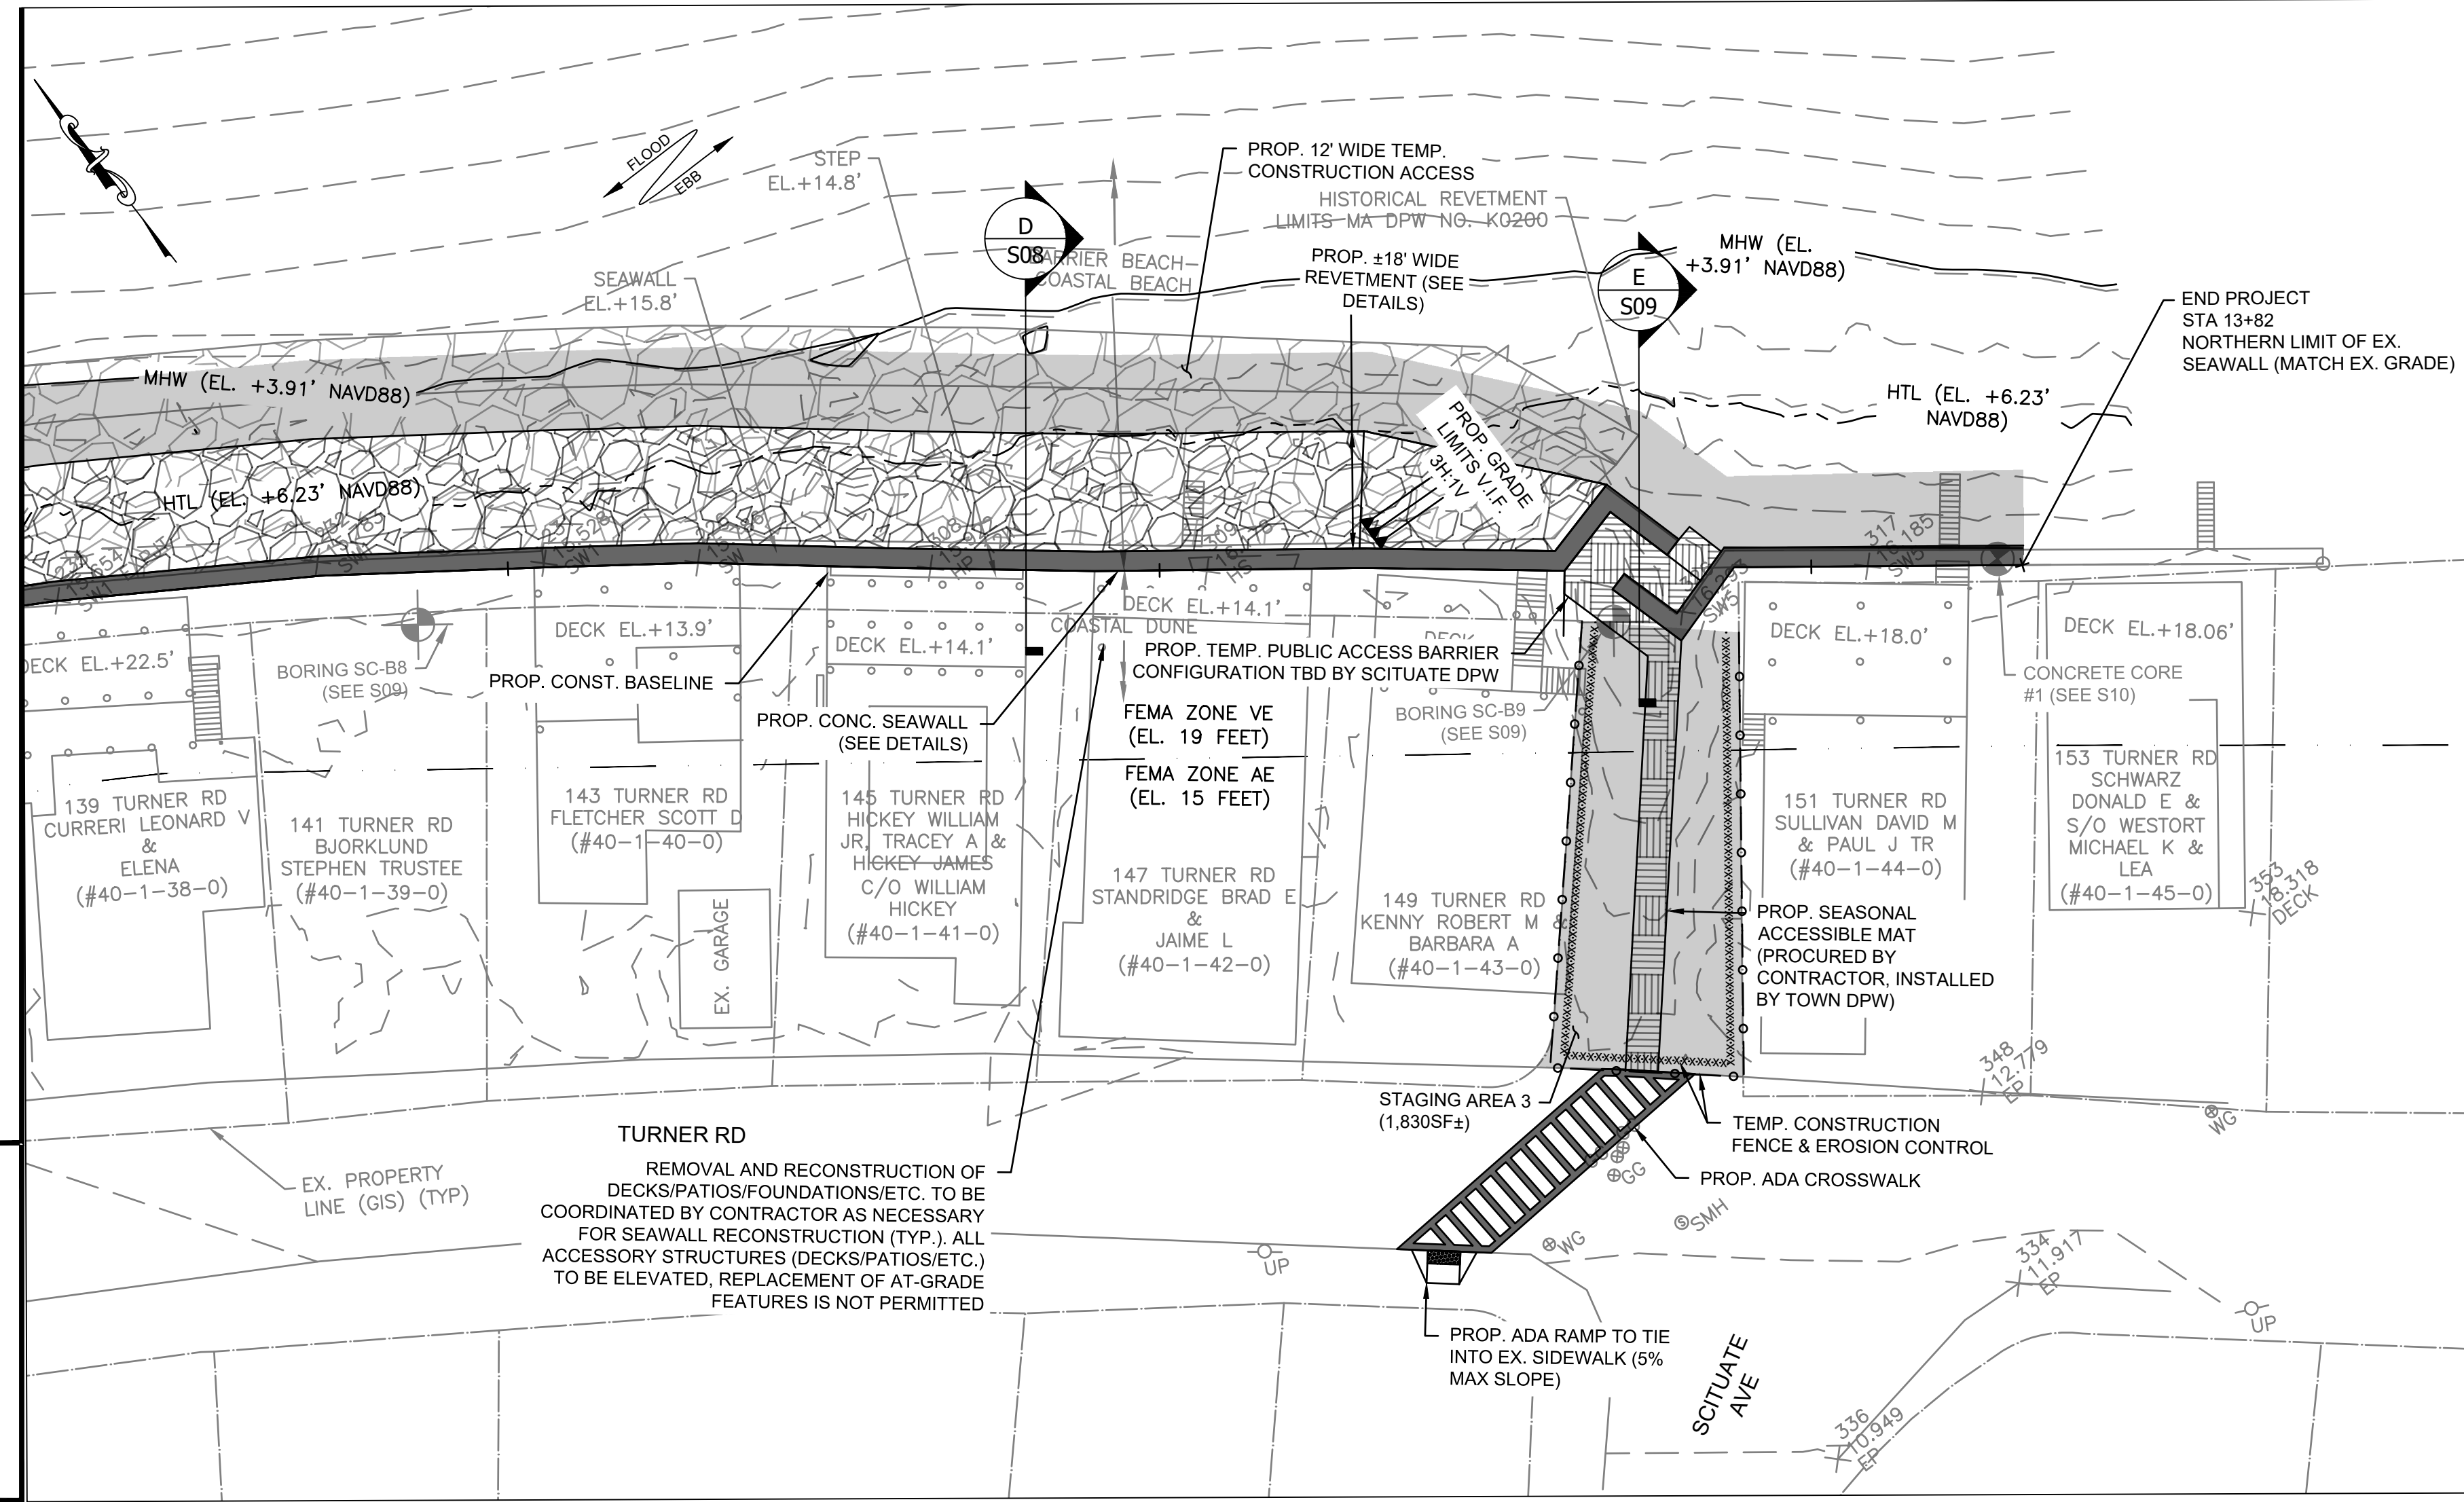 FLOOD
EBB
STEP
EL.+14.8'
SEAWALL
EL.+15.8'
D
S08
BARRIER BEACH-
COASTAL BEACH
PROP. 12' WIDE TEMP.
CONSTRUCTION ACCESS
HISTORICAL REVETMENT
LIMITS MA DPW NO. K0200
PROP. ±18' WIDE
REVETMENT (SEE
DETAILS)
E
S09
MHW (EL.
+3.91' NAVD88)
END PROJECT
STA 13+82
NORTHERN LIMIT OF EX.
SEAWALL (MATCH EX. GRADE)
HTL (EL. +6.23'
NAVD88)
MHW (EL. +3.91' NAVD88)
HTL (EL. +6.23' NAVD88)
PROP. GRADE
LIMITS V.I.F.
3H:1V
SW1
SW1
SW
308
HP
309
HS
16.293
SW5
317
16.185
SW5
DECK EL.+22.5'
BORING SC-B8
(SEE S09)
DECK EL.+13.9'
DECK EL.+14.1'
DECK EL.+14.1'
COASTAL DUNE
DECK
PROP. CONST. BASELINE
PROP. CONC. SEAWALL
(SEE DETAILS)
PROP. TEMP. PUBLIC ACCESS BARRIER
CONFIGURATION TBD BY SCITUATE DPW
FEMA ZONE VE
(EL. 19 FEET)
FEMA ZONE AE
(EL. 15 FEET)
BORING SC-B9
(SEE S09)
DECK EL.+18.0'
DECK EL.+18.06'
CONCRETE CORE
#1 (SEE S10)
139 TURNER RD
CURRERI LEONARD V
&
ELENA
(#40-1-38-0)
141 TURNER RD
BJORKLUND
STEPHEN TRUSTEE
(#40-1-39-0)
143 TURNER RD
FLETCHER SCOTT D
(#40-1-40-0)
EX. GARAGE
145 TURNER RD
HICKEY WILLIAM
JR, TRACEY A &
HICKEY JAMES
C/O WILLIAM
HICKEY
(#40-1-41-0)
147 TURNER RD
STANDRIDGE BRAD E
&
JAIME L
(#40-1-42-0)
149 TURNER RD
KENNY ROBERT M &
BARBARA A
(#40-1-43-0)
151 TURNER RD
SULLIVAN DAVID M
& PAUL J TR
(#40-1-44-0)
153 TURNER RD
SCHWARZ
DONALD E &
S/O WESTORT
MICHAEL K &
LEA
(#40-1-45-0)
353
18.318
DECK
PROP. SEASONAL
ACCESSIBLE MAT
(PROCURED BY
CONTRACTOR, INSTALLED
BY TOWN DPW)
348
12.779
EP
WG
STAGING AREA 3
(1,830SF±)
TEMP. CONSTRUCTION
FENCE & EROSION CONTROL
PROP. ADA CROSSWALK
GG
SMH
WG
TURNER RD
REMOVAL AND RECONSTRUCTION OF
DECKS/PATIOS/FOUNDATIONS/ETC. TO BE
COORDINATED BY CONTRACTOR AS NECESSARY
FOR SEAWALL RECONSTRUCTION (TYP.). ALL
ACCESSORY STRUCTURES (DECKS/PATIOS/ETC.)
TO BE ELEVATED, REPLACEMENT OF AT-GRADE
FEATURES IS NOT PERMITTED
EX. PROPERTY
LINE (GIS) (TYP)
UP
334
11.917
EP
UP
PROP. ADA RAMP TO TIE
INTO EX. SIDEWALK (5%
MAX SLOPE)
SCITUATE
AVE
336
10.949
EP